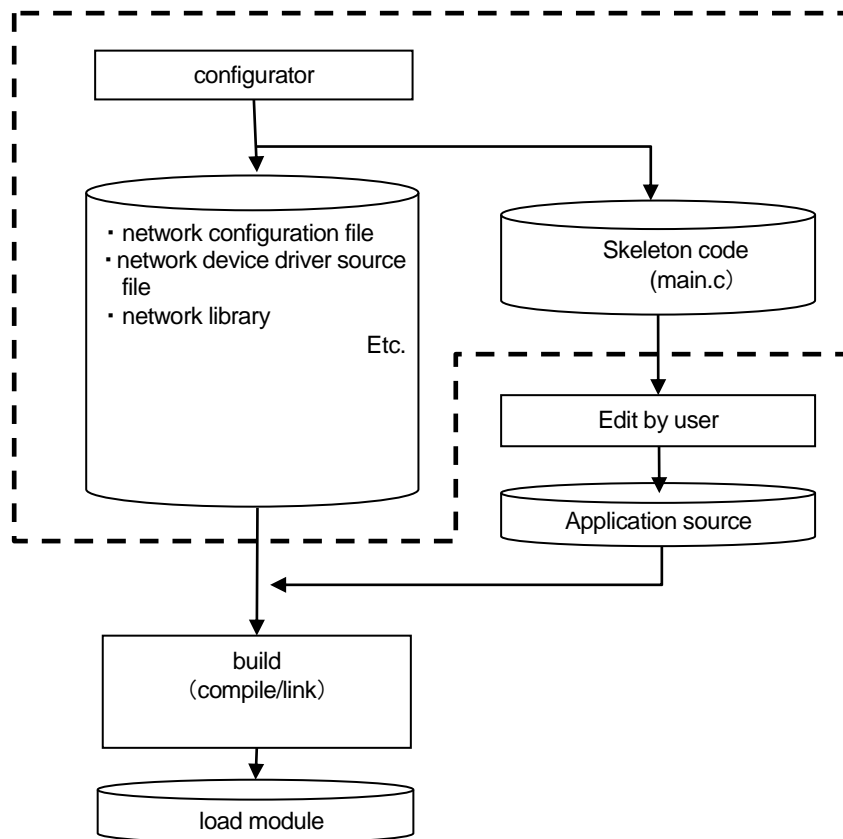 configurator
・ network configuration file
・network device driver source
file
・ network library
Etc.
Skeleton code
(main.c）
Edit by user
Application source
build
（compile/link）
load module